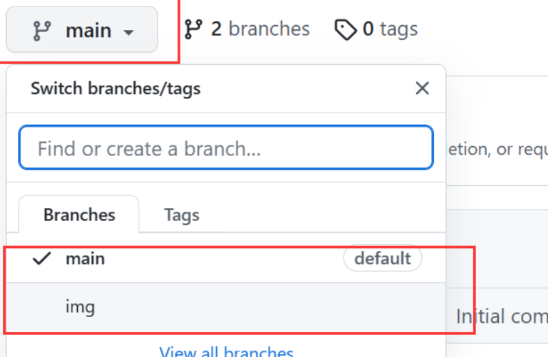 main
2 branches
0 tags
Switch branches/tags
Find or create a branch...
etion, or requ
Branches
Tags
main
default
img
Initial com
View all branches